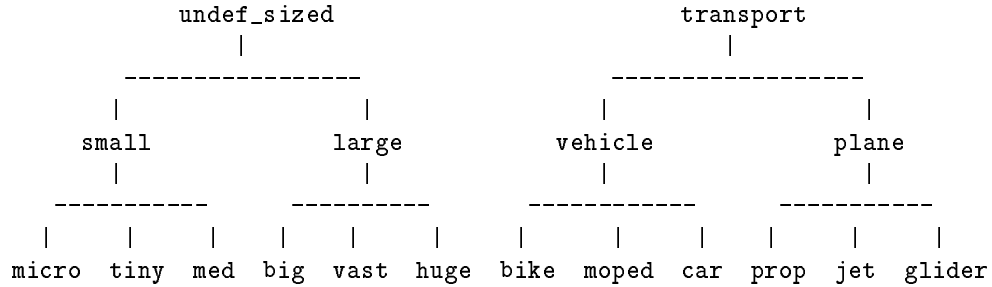 undef_sized transport
small large vehicle plane
micro tiny med big vast huge bike moped car prop jet glider